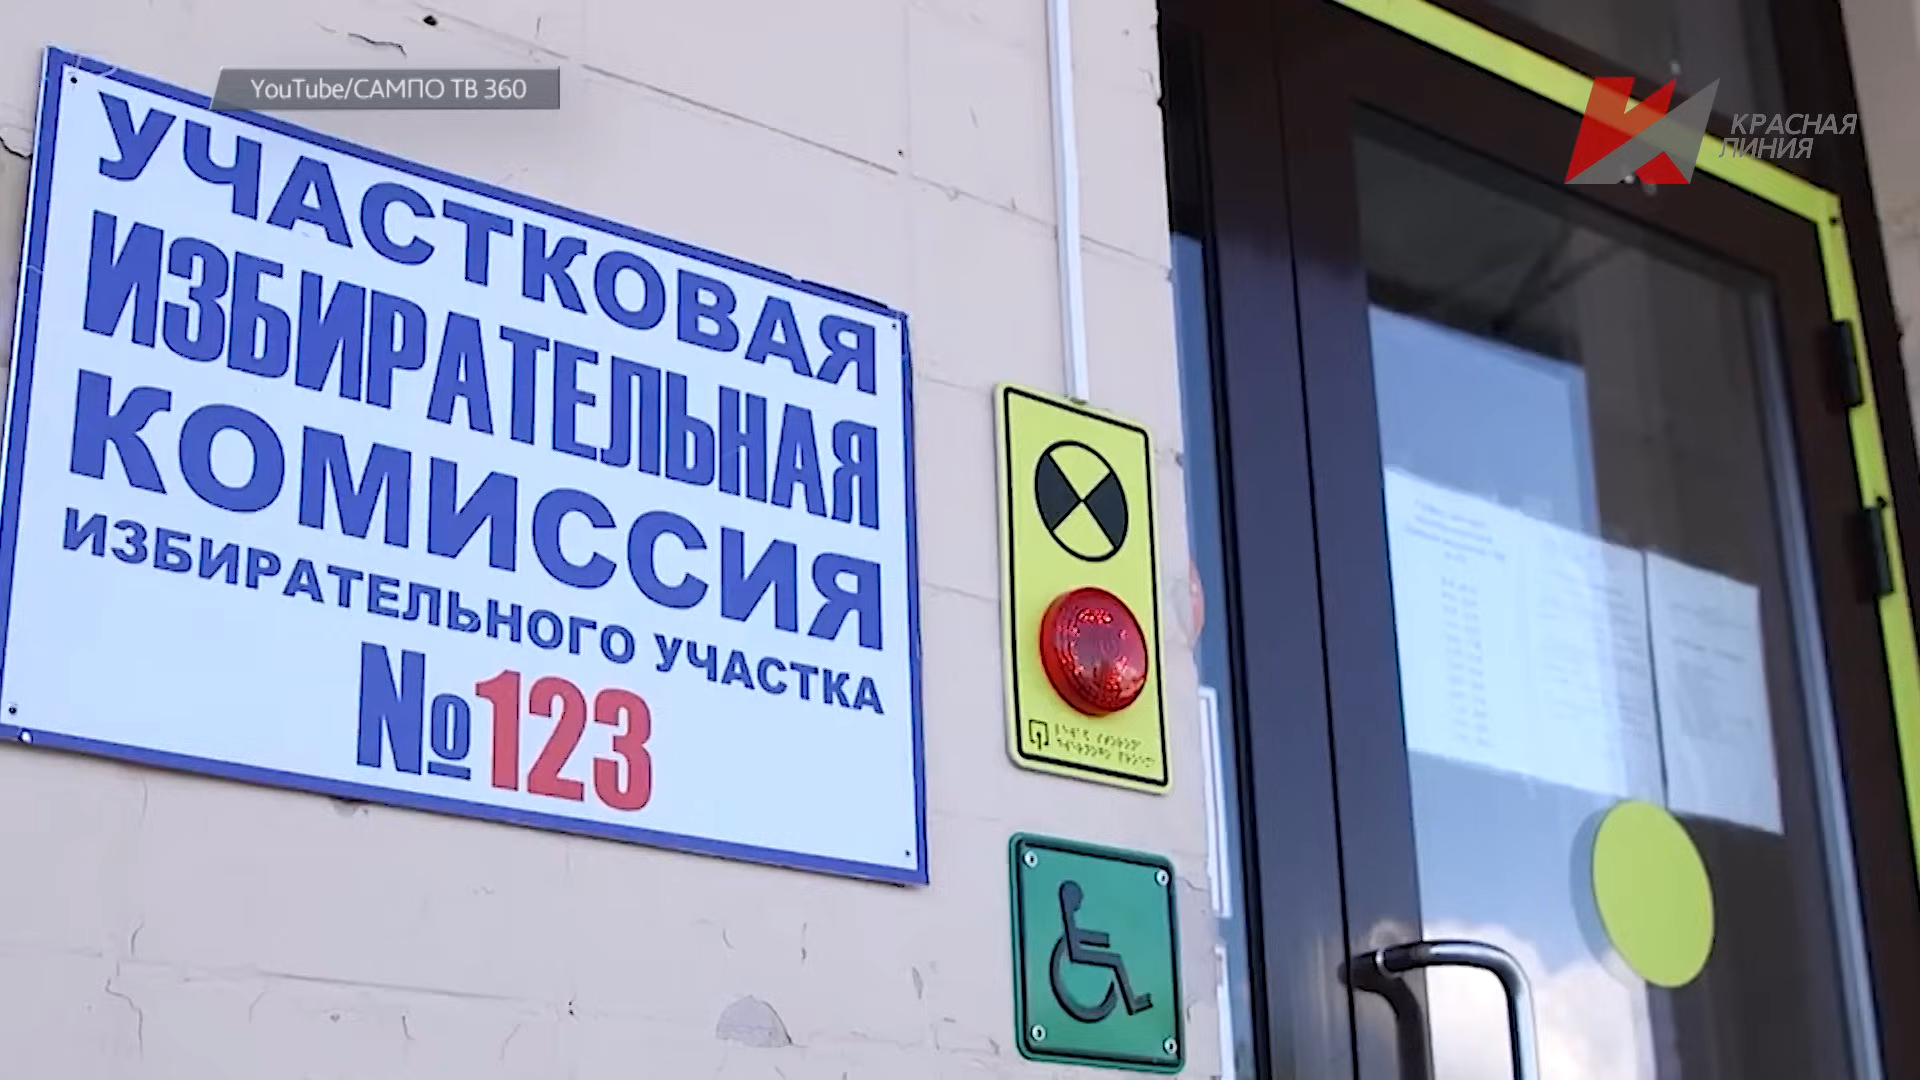 YouTube/САМПО ТВ 360
КРАСНАЯ
ЛИНИЯ
УЧАСТКОВАЯ
ИЗБИРАТЕЛЬНАЯ
КОМИССИЯ
ИЗБИРАТЕЛЬНОГО УЧАСТКА
№123